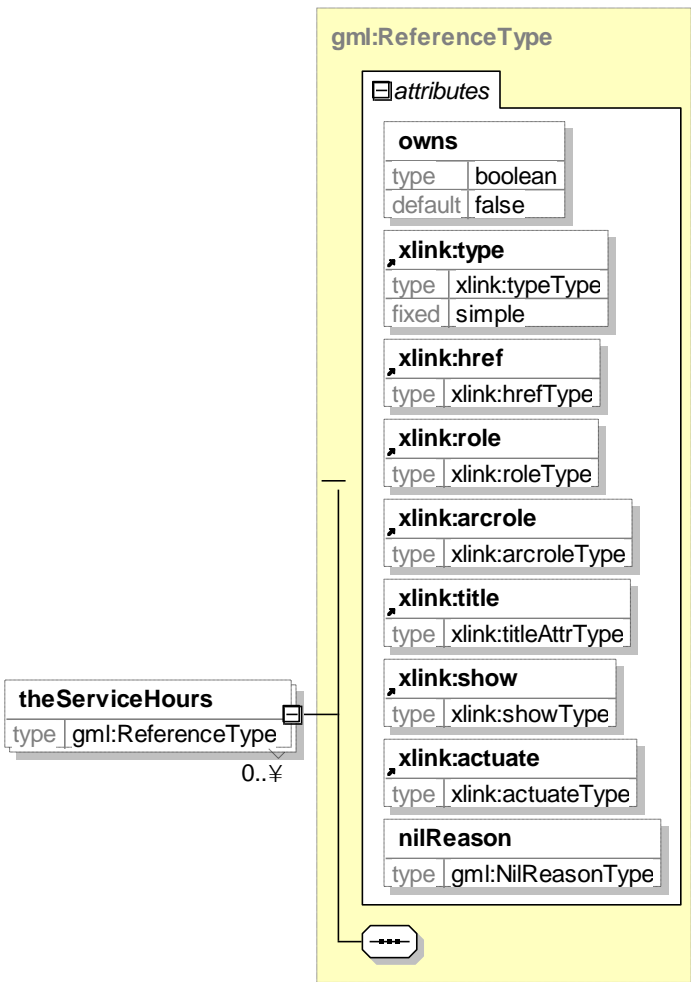 gml:ReferenceType
attributes
owns
type boolean
default false
xlink:type
type xlink:typeType
fixed simple
xlink:href
type xlink:hrefType
xlink:role
type xlink:roleType
xlink:arcrole
type xlink:arcroleType
xlink:title
type xlink:titleAttrType
xlink:show
type xlink:showType
xlink:actuate
type xlink:actuateType
nilReason
type gml:NilReasonType
theServiceHours
type gml:ReferenceType
0..¥